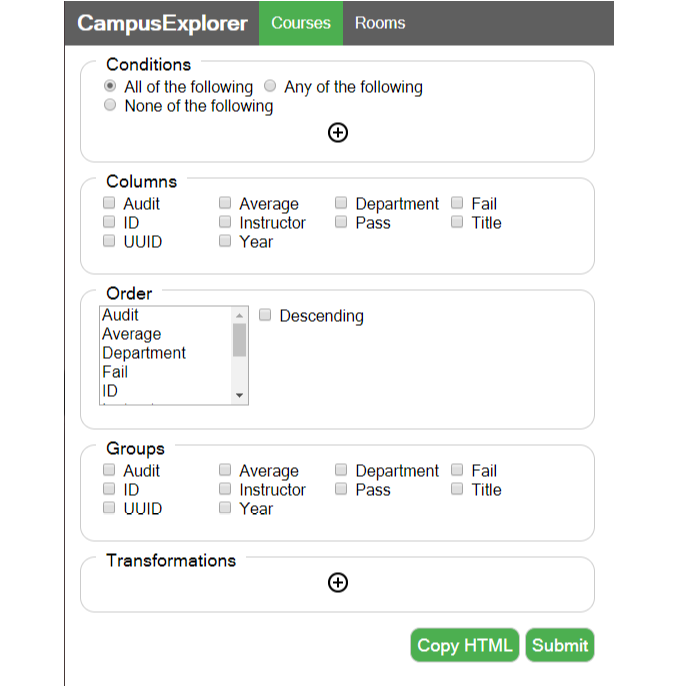 CampusExplorer Courses Rooms
Conditions
All of the following Any of the following
None of the following
Columns
Audit Average Department Fail
ID Instructor Pass Title
UUID Year
Order
Audit Descending
Average
Department
Fail
ID
Groups
Audit Average Department Fail
ID Instructor Pass Title
UUID Year
Transformations
Copy HTML Submit